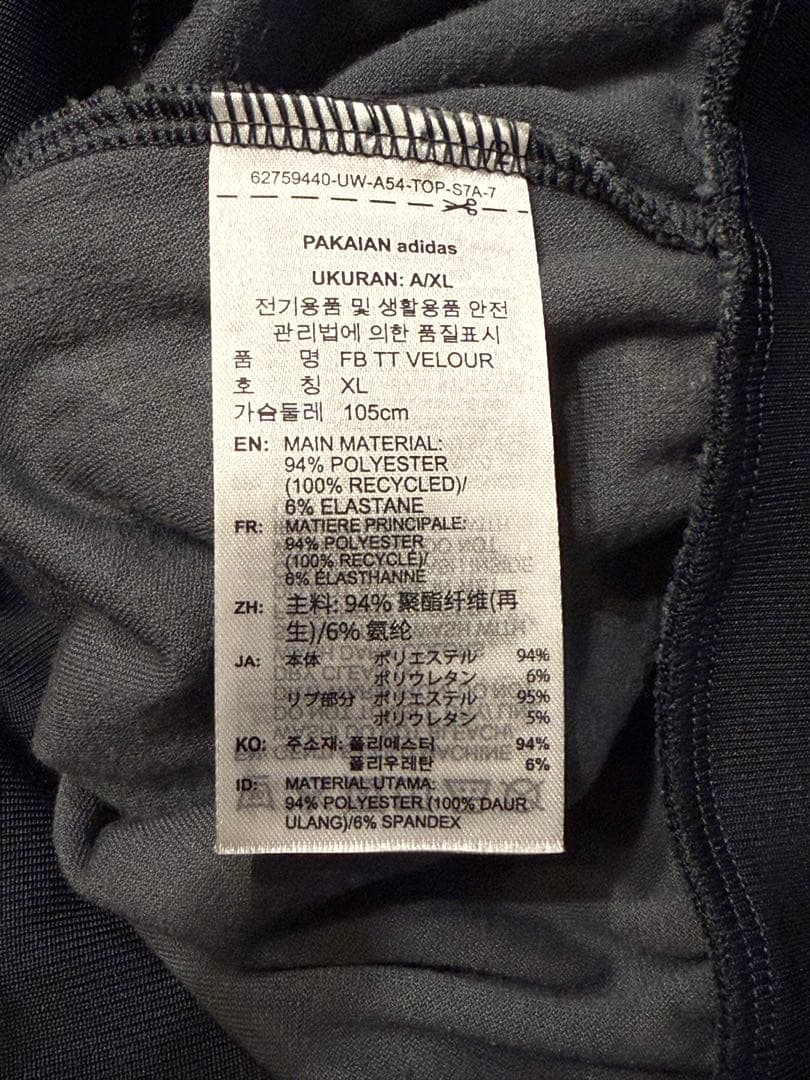 62759440-UW-A54-TOP-S7A-7
PAKAIAN adidas
UKURAN: A/XL
전기용품 및 생활용품 안전
관리법에 의한 품질표시
품 명 FB TT VELOUR
호 칭 XL
가슴둘레 105cm
EN: MAIN MATERIAL:
94% POLYESTER
(100% RECYCLED)/
6% ELASTANE
FR: MATIERE PRINCIPALE:
94% POLYESTER
(100% RECYCLÉ)/
6% ÉLASTHANNE
ZH: 主料: 94% 聚酯纤维(再
生)/6% 氨纶
JA: 本体 ポリエステル 94%
ポリウレタン 6%
リブ部分 ポリエステル 95%
ポリウレタン 5%
KO: 주소재: 폴리에스터 94%
폴리우레탄 6%
ID: MATERIAL UTAMA:
94% POLYESTER (100% DAUR
ULANG)/6% SPANDEX